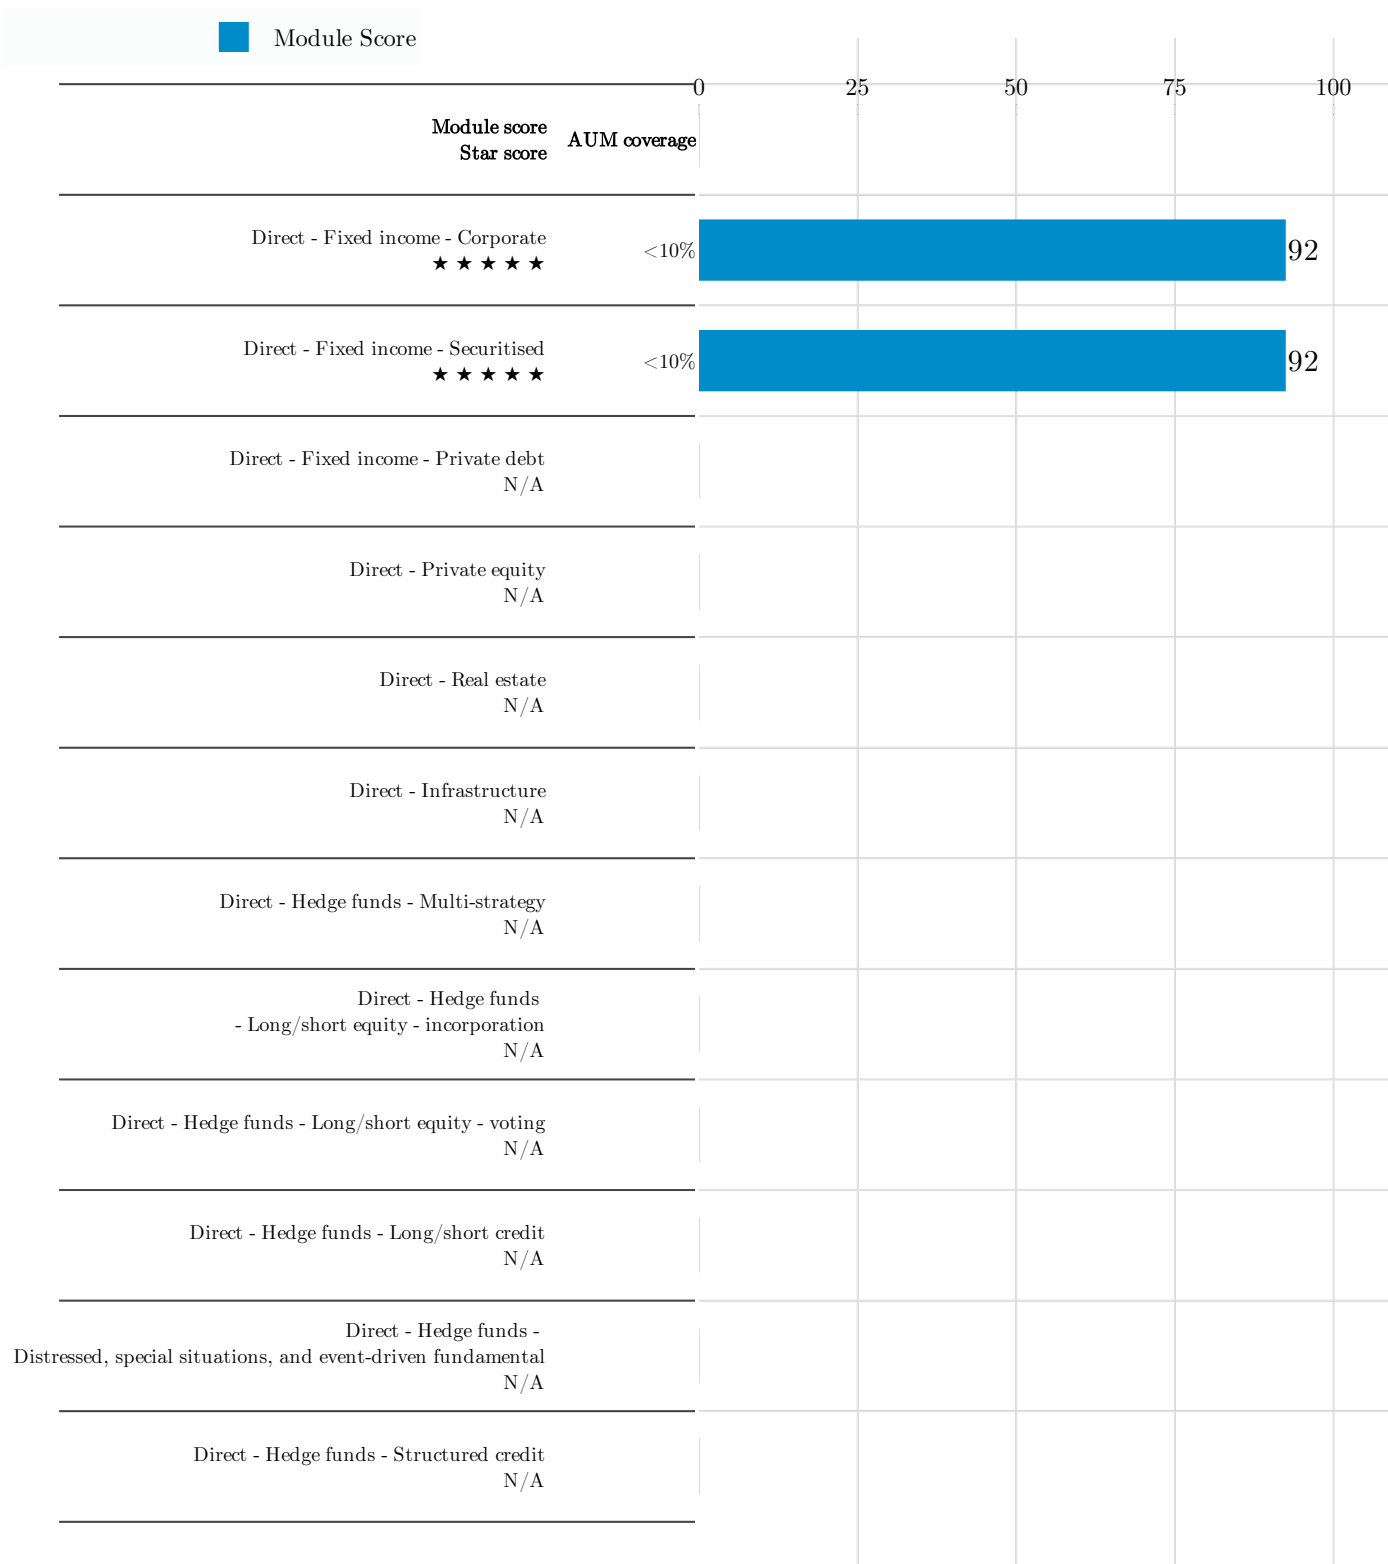 Module Score
0 25 50 75 100
Module score
Star score
AUM coverage
Direct - Fixed income - Corporate
★ ★ ★ ★ ★
<10%
92
Direct - Fixed income - Securitised
★ ★ ★ ★ ★
<10%
92
Direct - Fixed income - Private debt
N/A
Direct - Private equity
N/A
Direct - Real estate
N/A
Direct - Infrastructure
N/A
Direct - Hedge funds - Multi-strategy
N/A
Direct - Hedge funds
- Long/short equity - incorporation
N/A
Direct - Hedge funds - Long/short equity - voting
N/A
Direct - Hedge funds - Long/short credit
N/A
Direct - Hedge funds -
Distressed, special situations, and event-driven fundamental
N/A
Direct - Hedge funds - Structured credit
N/A